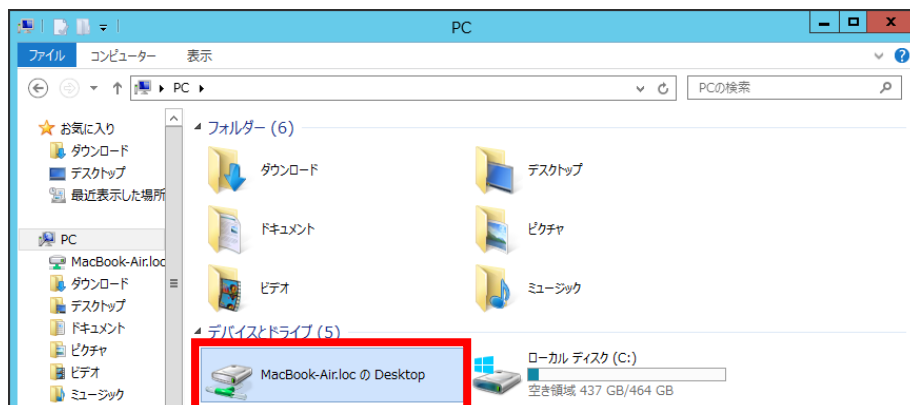 PC
ファイル コンピューター 表示
PC
PCの検索
お気に入り
ダウンロード
デスクトップ
最近表示した場所
PC
MacBook-Air.loc
ダウンロード
デスクトップ
ドキュメント
ピクチャ
ビデオ
ミュージック
フォルダー (6)
ダウンロード
デスクトップ
ドキュメント
ピクチャ
ビデオ
ミュージック
デバイスとドライブ (5)
MacBook-Air.loc の Desktop
ローカル ディスク (C:)
空き領域 437 GB/464 GB